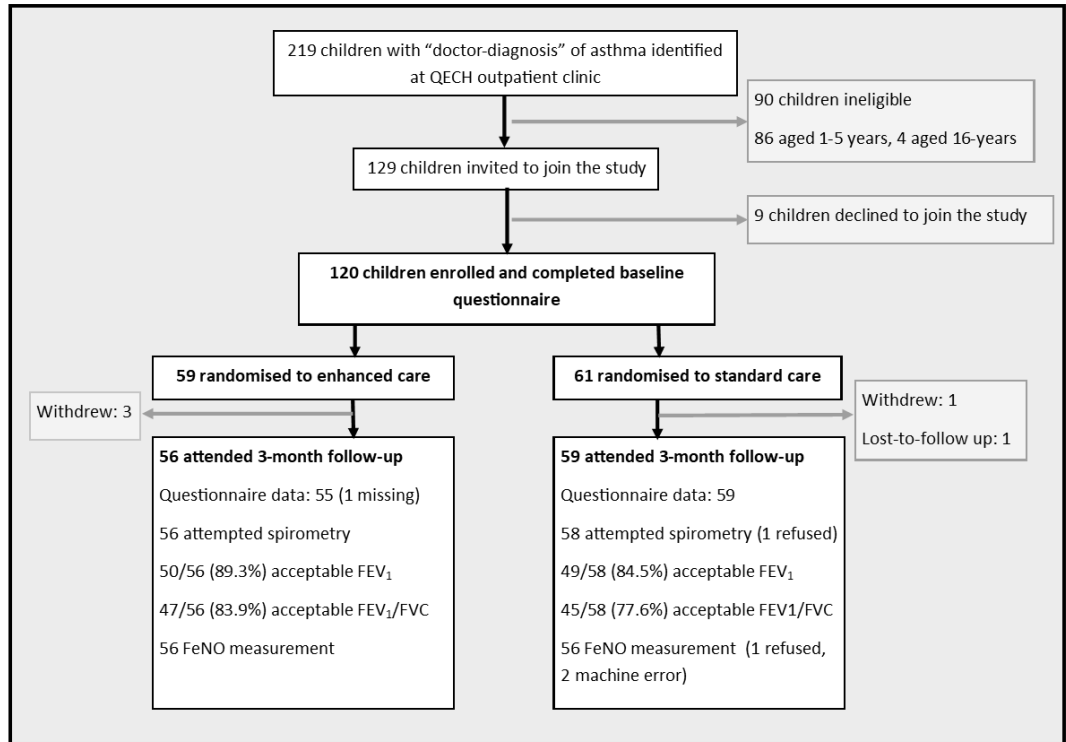 219 children with “doctor-diagnosis” of asthma identified
at QECH outpatient clinic
90 children ineligible
86 aged 1-5 years, 4 aged 16-years
129 children invited to join the study
9 children declined to join the study
120 children enrolled and completed baseline
questionnaire
59 randomised to enhanced care
61 randomised to standard care
Withdrew: 3
Withdrew: 1
Lost-to-follow up: 1
56 attended 3-month follow-up
Questionnaire data: 55 (1 missing)
56 attempted spirometry
50/56 (89.3%) acceptable FEV₁
47/56 (83.9%) acceptable FEV₁/FVC
56 FeNO measurement
59 attended 3-month follow-up
Questionnaire data: 59
58 attempted spirometry (1 refused)
49/58 (84.5%) acceptable FEV₁
45/58 (77.6%) acceptable FEV1/FVC
56 FeNO measurement (1 refused,
2 machine error)